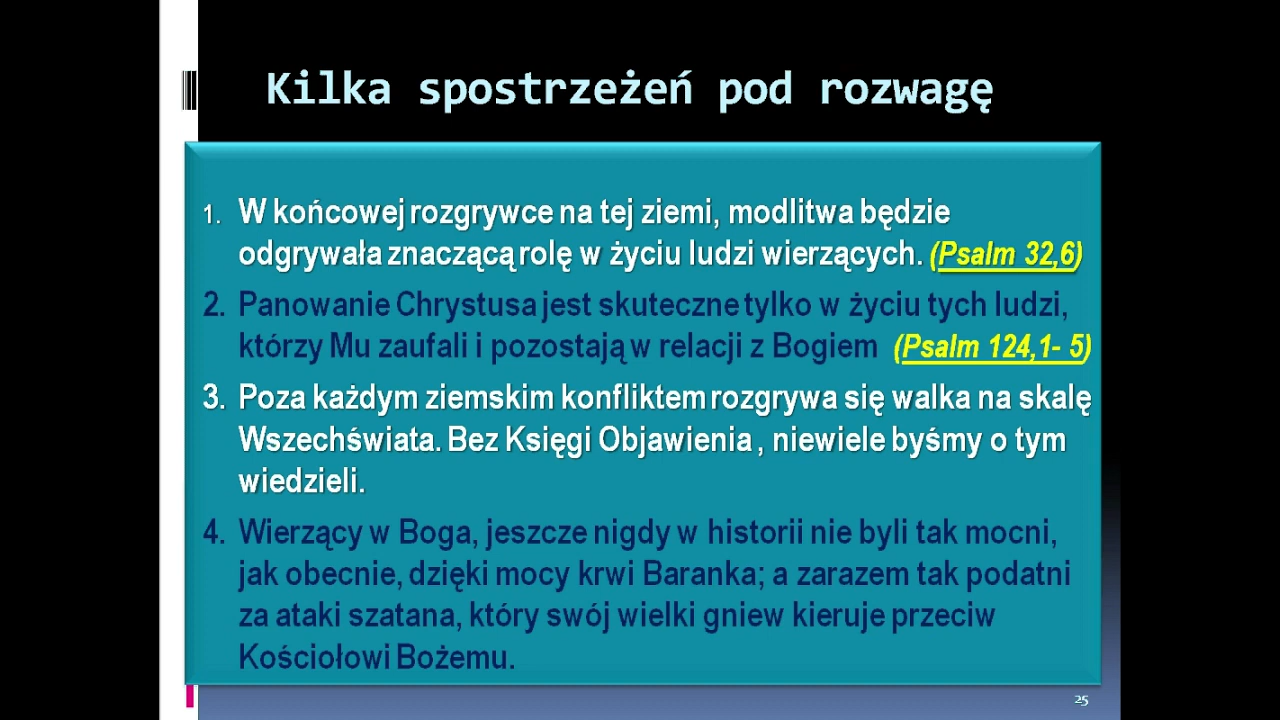 Kilka spostrzeżeń pod rozwagę
1. W końcowej rozgrywce na tej ziemi, modlitwa będzie
odgrywała znaczącą rolę w życiu ludzi wierzących. (Psalm 32,6)
2. Panowanie Chrystusa jest skuteczne tylko w życiu tych ludzi,
którzy Mu zaufali i pozostają w relacji z Bogiem (Psalm 124,1- 5)
3. Poza każdym ziemskim konfliktem rozgrywa się walka na skalę
Wszechświata. Bez Księgi Objawienia , niewiele byśmy o tym
wiedzieli.
4. Wierzący w Boga, jeszcze nigdy w historii nie byli tak mocni,
jak obecnie, dzięki mocy krwi Baranka; a zarazem tak podatni
za ataki szatana, który swój wielki gniew kieruje przeciw
Kościołowi Bożemu.
25